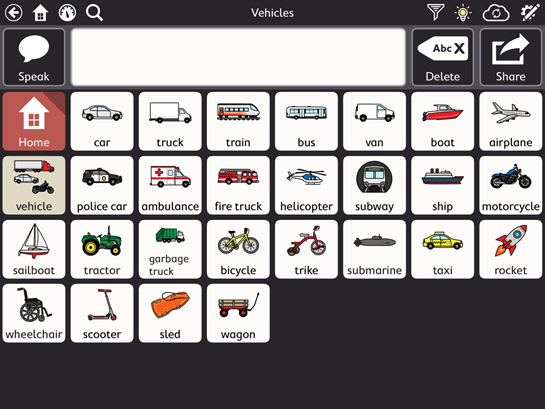 Vehicles
Speak
Abc X
Delete
Share
Home
car
truck
train
bus
van
boat
airplane
vehicle
police car
ambulance
fire truck
helicopter
subway
ship
motorcycle
sailboat
tractor
garbage
truck
bicycle
trike
submarine
taxi
rocket
wheelchair
scooter
sled
wagon